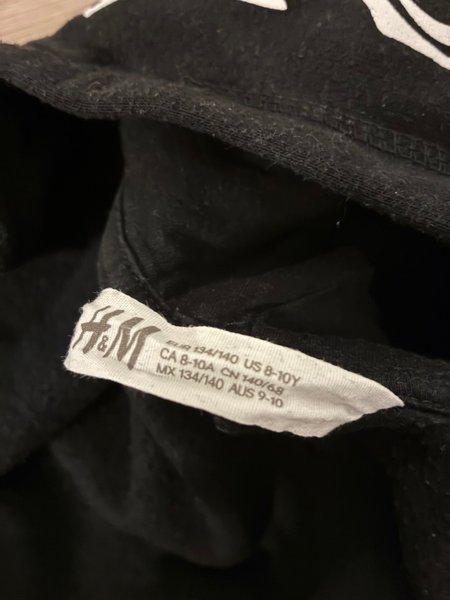 H&M
EUR 134/140 US 8-10Y
CA 8-10A CN 140/68
MX 134/140 AUS 9-10